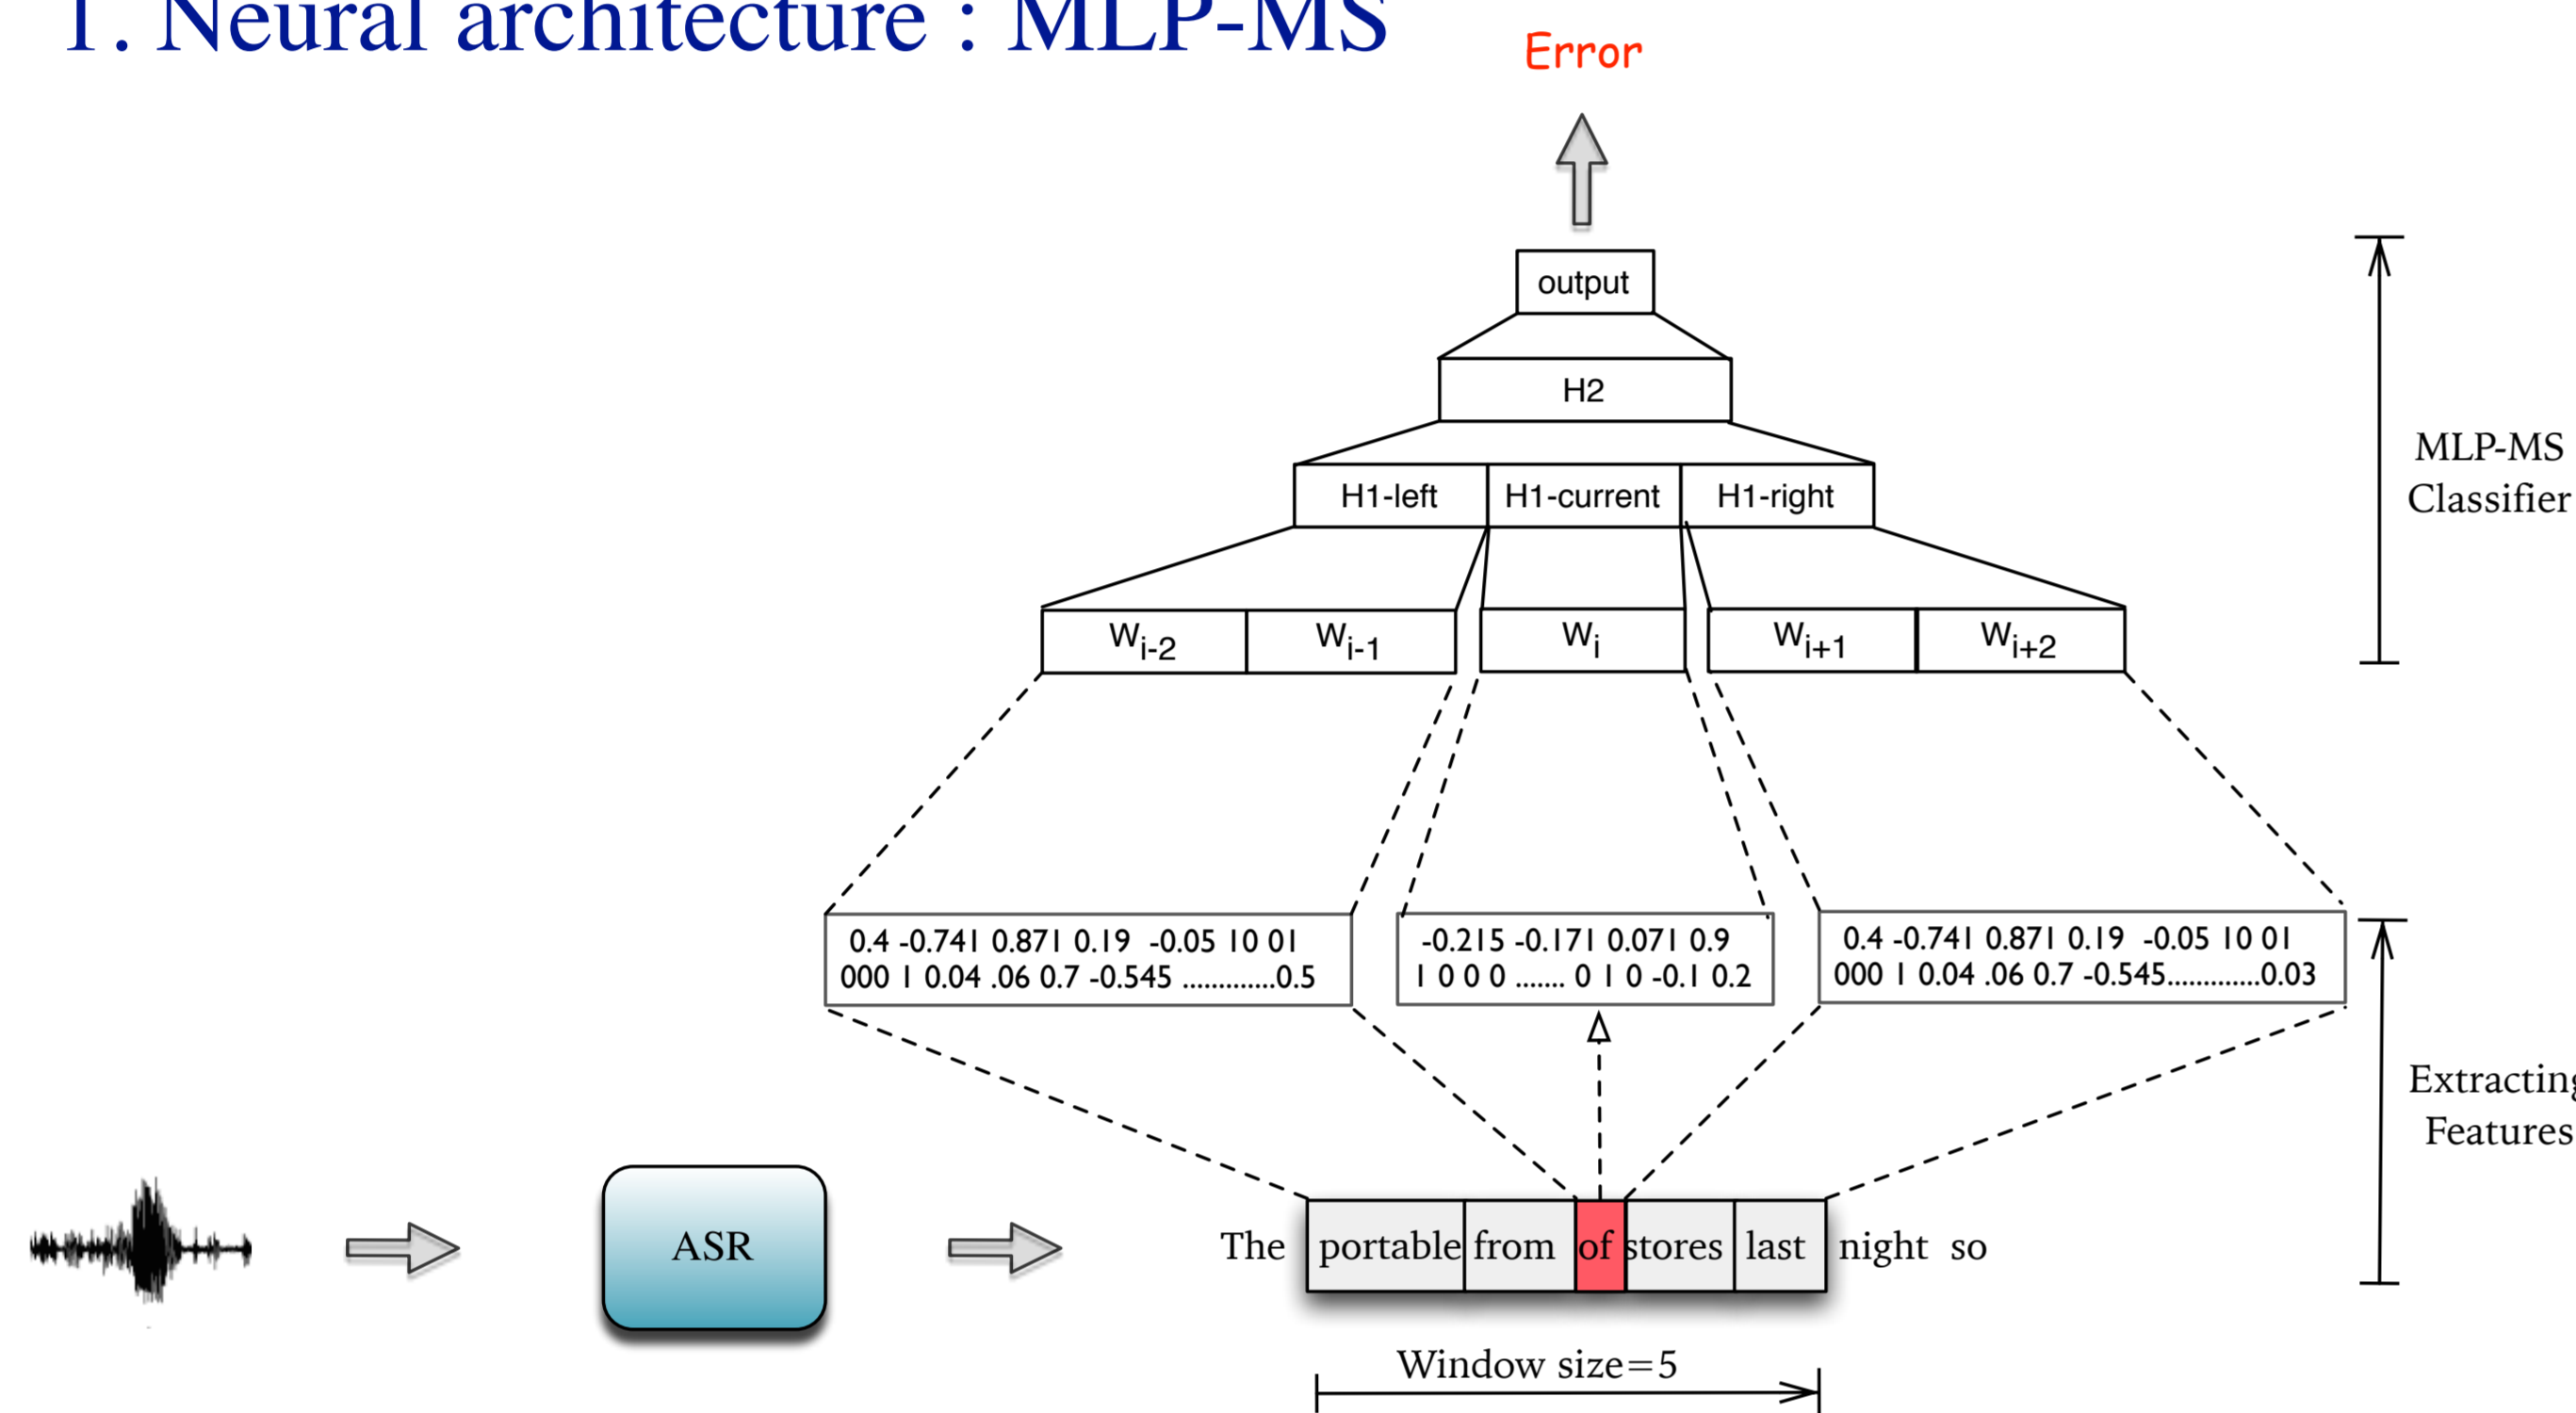 1. Neural architecture : MLP-MS
Error
output
H2
H1-left H1-current H1-right
MLP-MS
Classifier
Wi-2 Wi-1 Wi Wi+1 Wi+2
0.4 -0.741 0.871 0.19 -0.05 10 01
000 1 0.04 .06 0.7 -0.545 .............0.5
-0.215 -0.171 0.071 0.9
1 0 0 0 ....... 0 1 0 -0.1 0.2
0.4 -0.741 0.871 0.19 -0.05 10 01
000 1 0.04 .06 0.7 -0.545.............0.03
Extracting
Features
ASR
The portable from of stores last night so
Window size=5